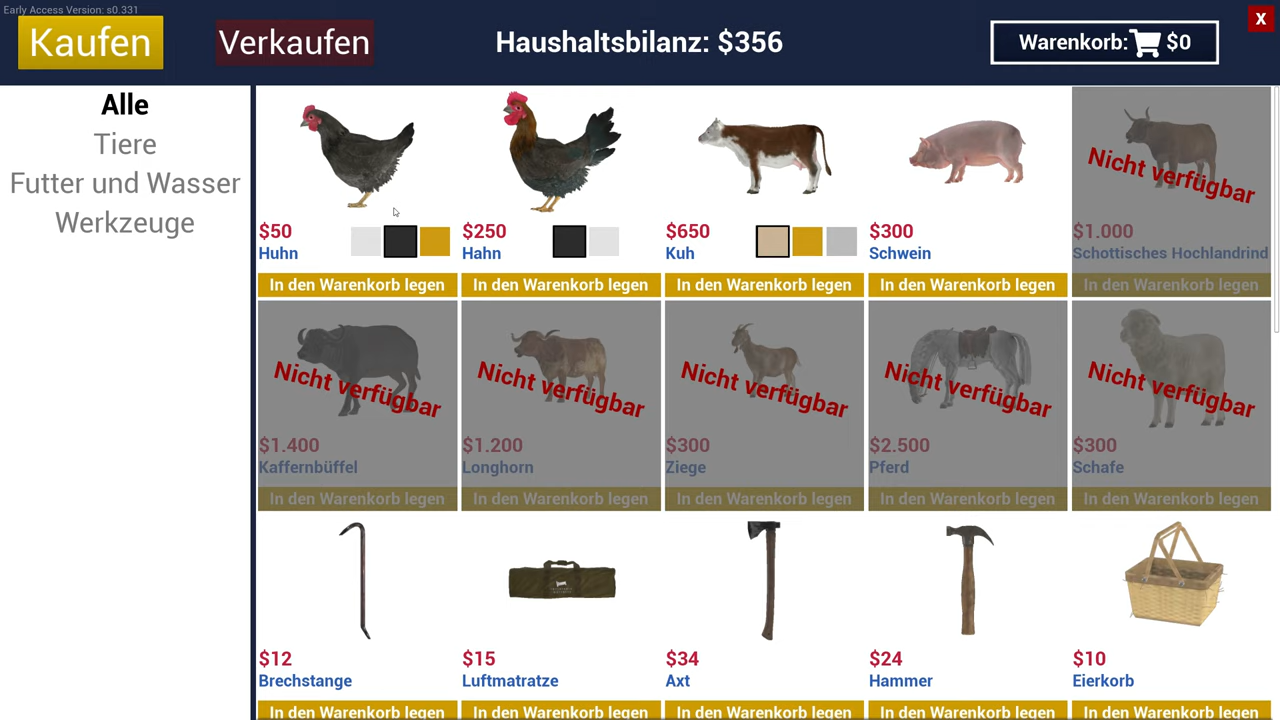 Early Access Version: s0.331
Kaufen
Verkaufen
Haushaltsbilanz: $356
Warenkorb: $0
X
Alle
Tiere
Futter und Wasser
Werkzeuge
$50
Huhn
In den Warenkorb legen
$250
Hahn
In den Warenkorb legen
$650
Kuh
In den Warenkorb legen
$300
Schwein
In den Warenkorb legen
Nicht verfügbar
$1.000
Schottisches Hochlandrind
In den Warenkorb legen
Nicht verfügbar
$1.400
Kaffernbüffel
In den Warenkorb legen
Nicht verfügbar
$1.200
Longhorn
In den Warenkorb legen
Nicht verfügbar
$300
Ziege
In den Warenkorb legen
Nicht verfügbar
$2.500
Pferd
In den Warenkorb legen
Nicht verfügbar
$300
Schafe
In den Warenkorb legen
$12
Brechstange
In den Warenkorb legen
$15
Luftmatratze
In den Warenkorb legen
$34
Axt
In den Warenkorb legen
$24
Hammer
In den Warenkorb legen
$10
Eierkorb
In den Warenkorb legen